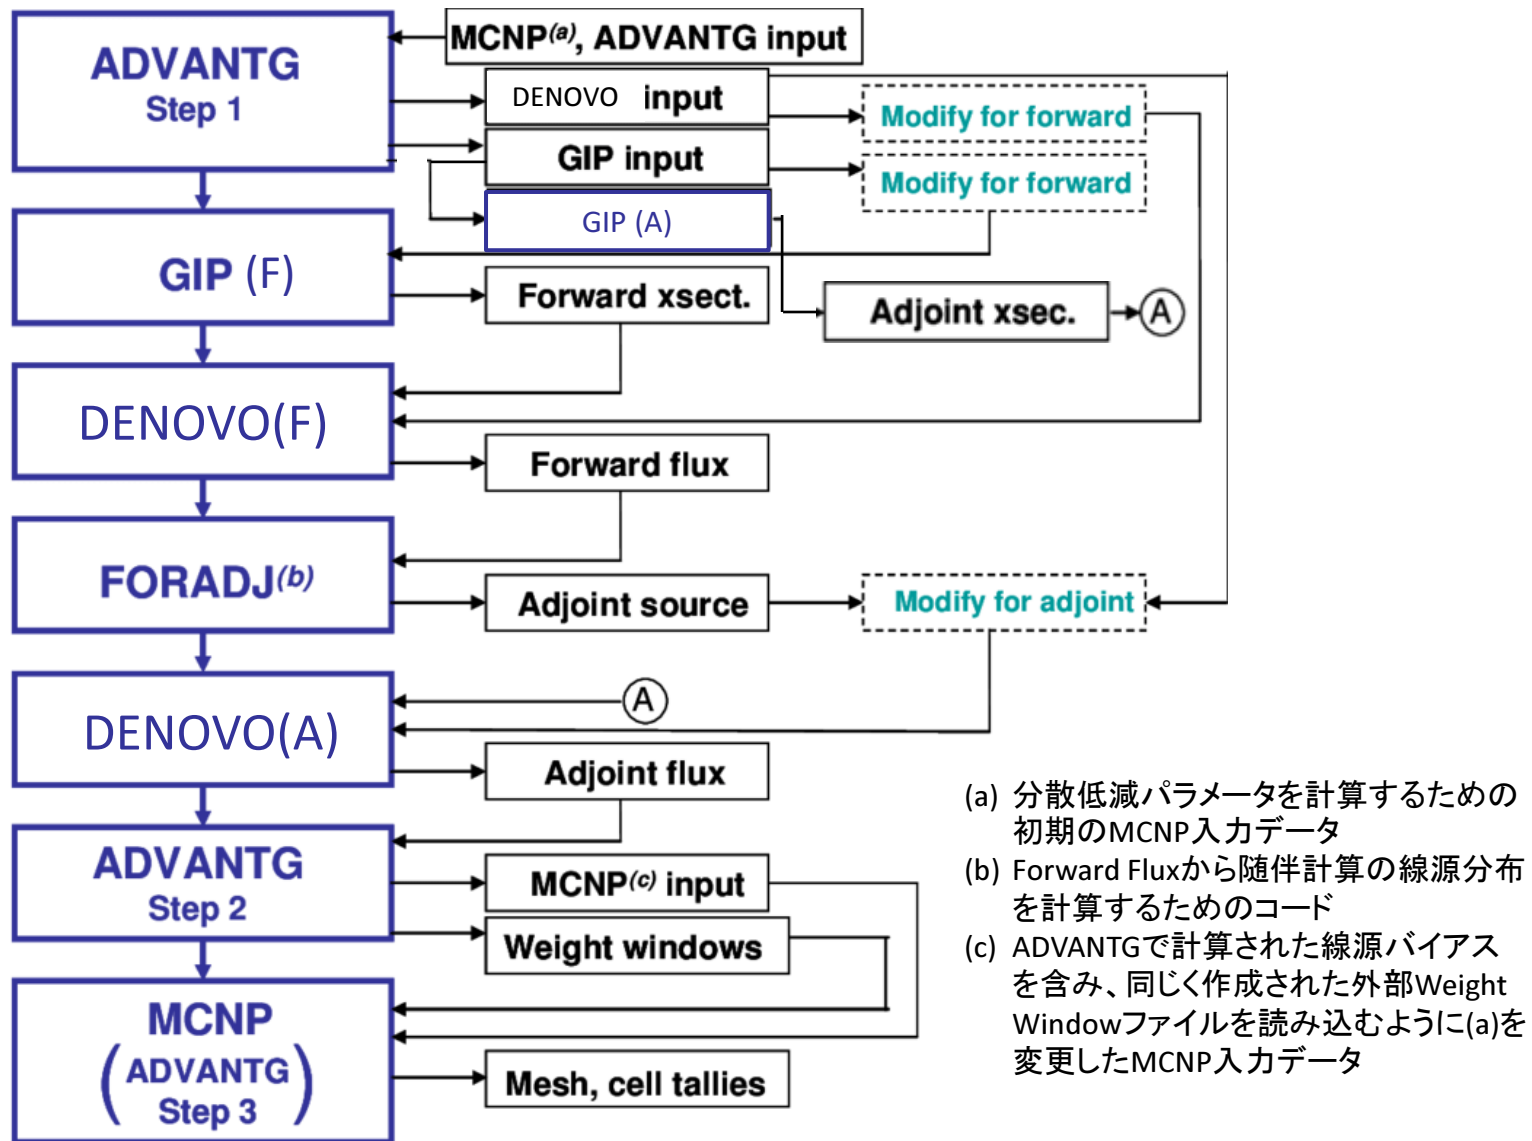 MCNP(a), ADVANTG input
ADVANTG
Step 1
DENOVO input
Modify for forward
GIP input
Modify for forward
GIP (A)
GIP (F)
Forward xsect.
Adjoint xsec.
A
DENOVO(F)
Forward flux
FORADJ(b)
Adjoint source
Modify for adjoint
A
DENOVO(A)
Adjoint flux
ADVANTG
Step 2
MCNP(c) input
Weight windows
MCNP
(ADVANTG
Step 3)
Mesh, cell tallies
(a) 分散低減パラメータを計算するための
初期のMCNP入力データ
(b) Forward Fluxから随伴計算の線源分布
を計算するためのコード
(c) ADVANTGで計算された線源バイアス
を含み、同じく作成された外部Weight
Windowファイルを読み込むように(a)を
変更したMCNP入力データ